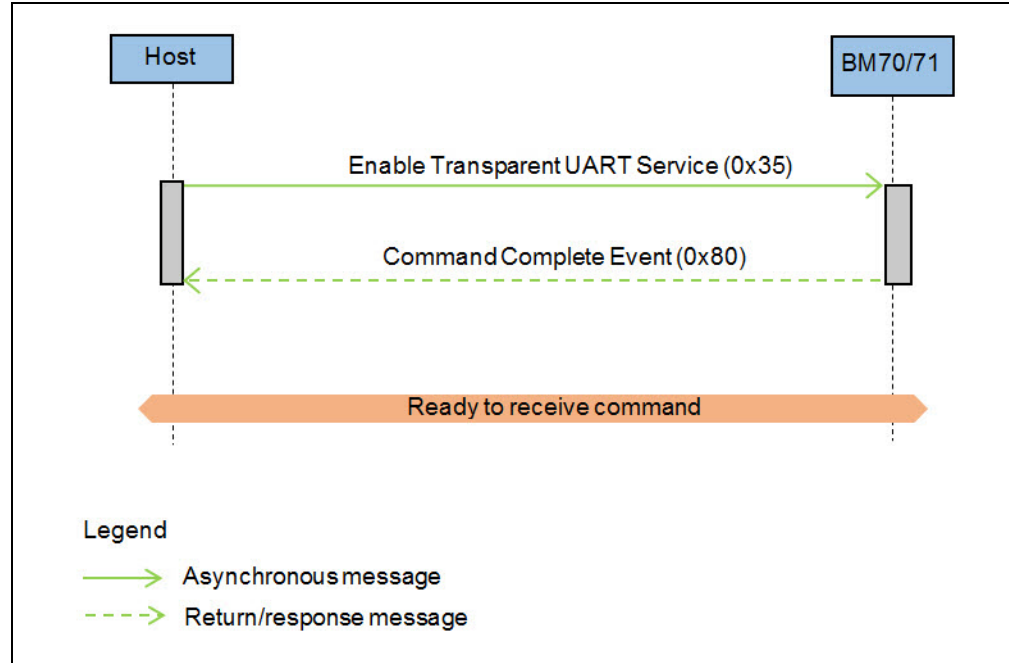 Host
BM70/71
Enable Transparent UART Service (0x35)
Command Complete Event (0x80)
Ready to receive command
Legend
Asynchronous message
Return/response message